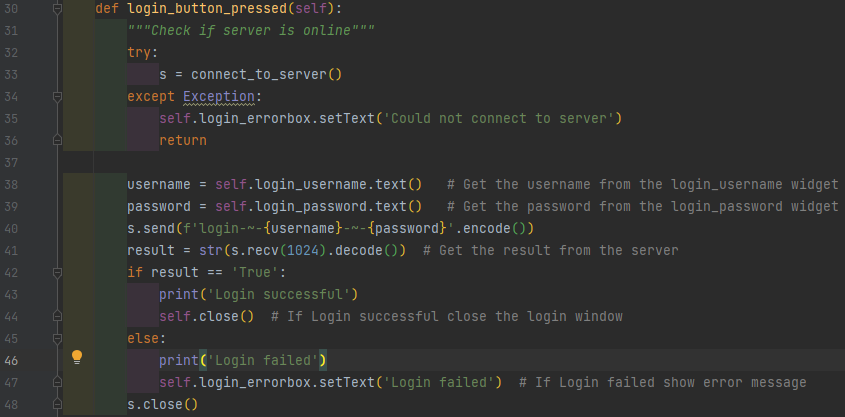 30 def login_button_pressed(self):
31 """Check if server is online"""
32 try:
33 s = connect_to_server()
34 except Exception:
35 self.login_errorbox.setText('Could not connect to server')
36 return
37
38 username = self.login_username.text()   # Get the username from the login_username widget
39 password = self.login_password.text()   # Get the password from the login_password widget
40 s.send(f'login-~-{username}-~-{password}'.encode())
41 result = str(s.recv(1024).decode())  # Get the result from the server
42 if result == 'True':
43 print('Login successful')
44 self.close()  # If Login successful close the login window
45 else:
46 print('Login failed')
47 self.login_errorbox.setText('Login failed')  # If Login failed show error message
48 s.close()